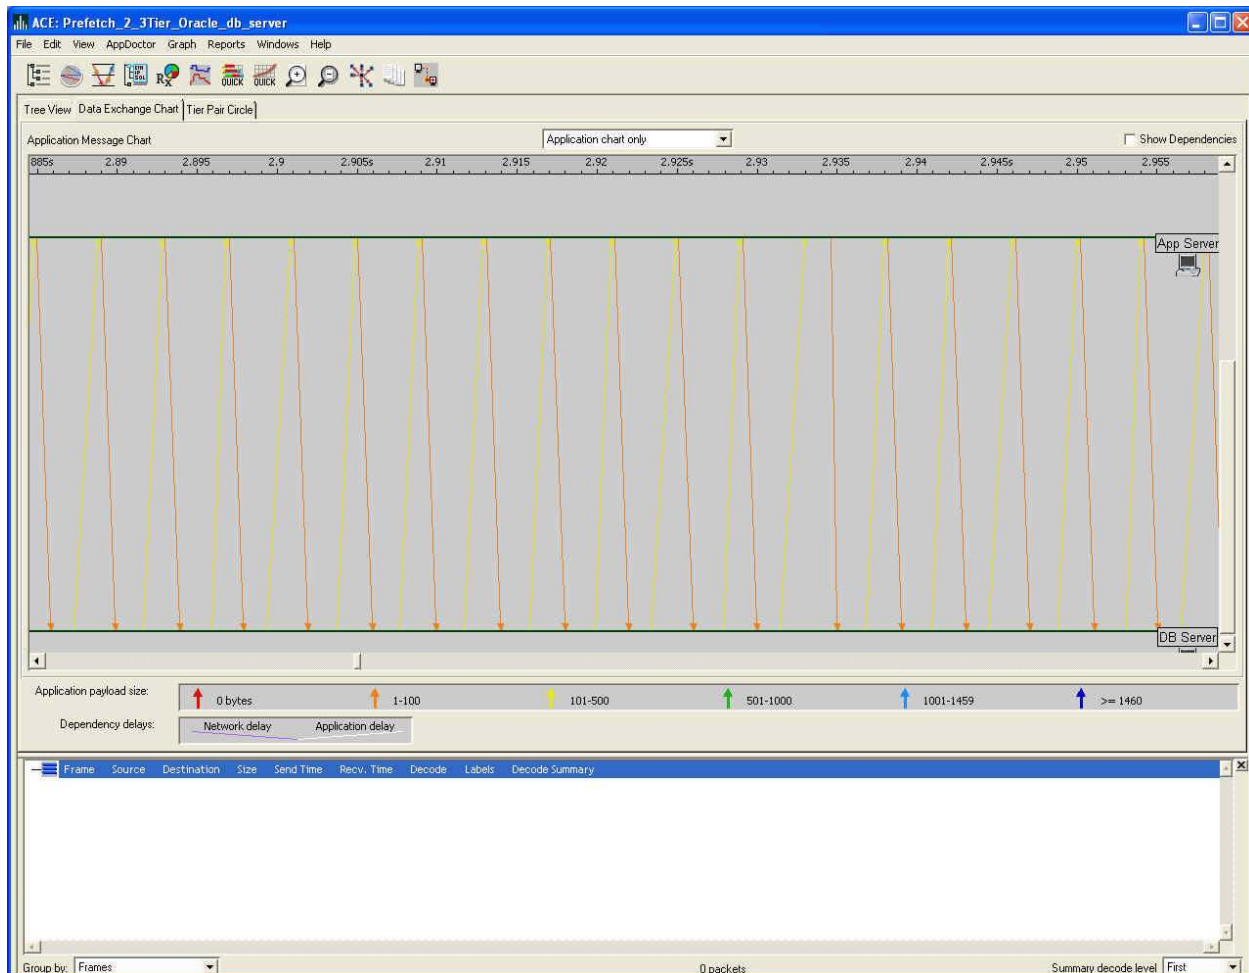 ACE: Prefetch_2_3Tier_Oracle_db_server
File Edit View AppDoctor Graph Reports Windows Help
QUICK QUICK
Tree View Data Exchange Chart Tier Pair Circle
Application Message Chart Application chart only Show Dependencies
885s 2.89 2.895 2.9 2.905s 2.91 2.915 2.92 2.925s 2.93 2.935 2.94 2.945s 2.95 2.955
App Server
DB Server
Application payload size: 0 bytes 1-100 101-500 501-1000 1001-1459 >= 1460
Dependency delays: Network delay Application delay
Frame Source Destination Size Send Time Recv. Time Decode Labels Decode Summary
Group by: Frames 0 packets Summary decode level First